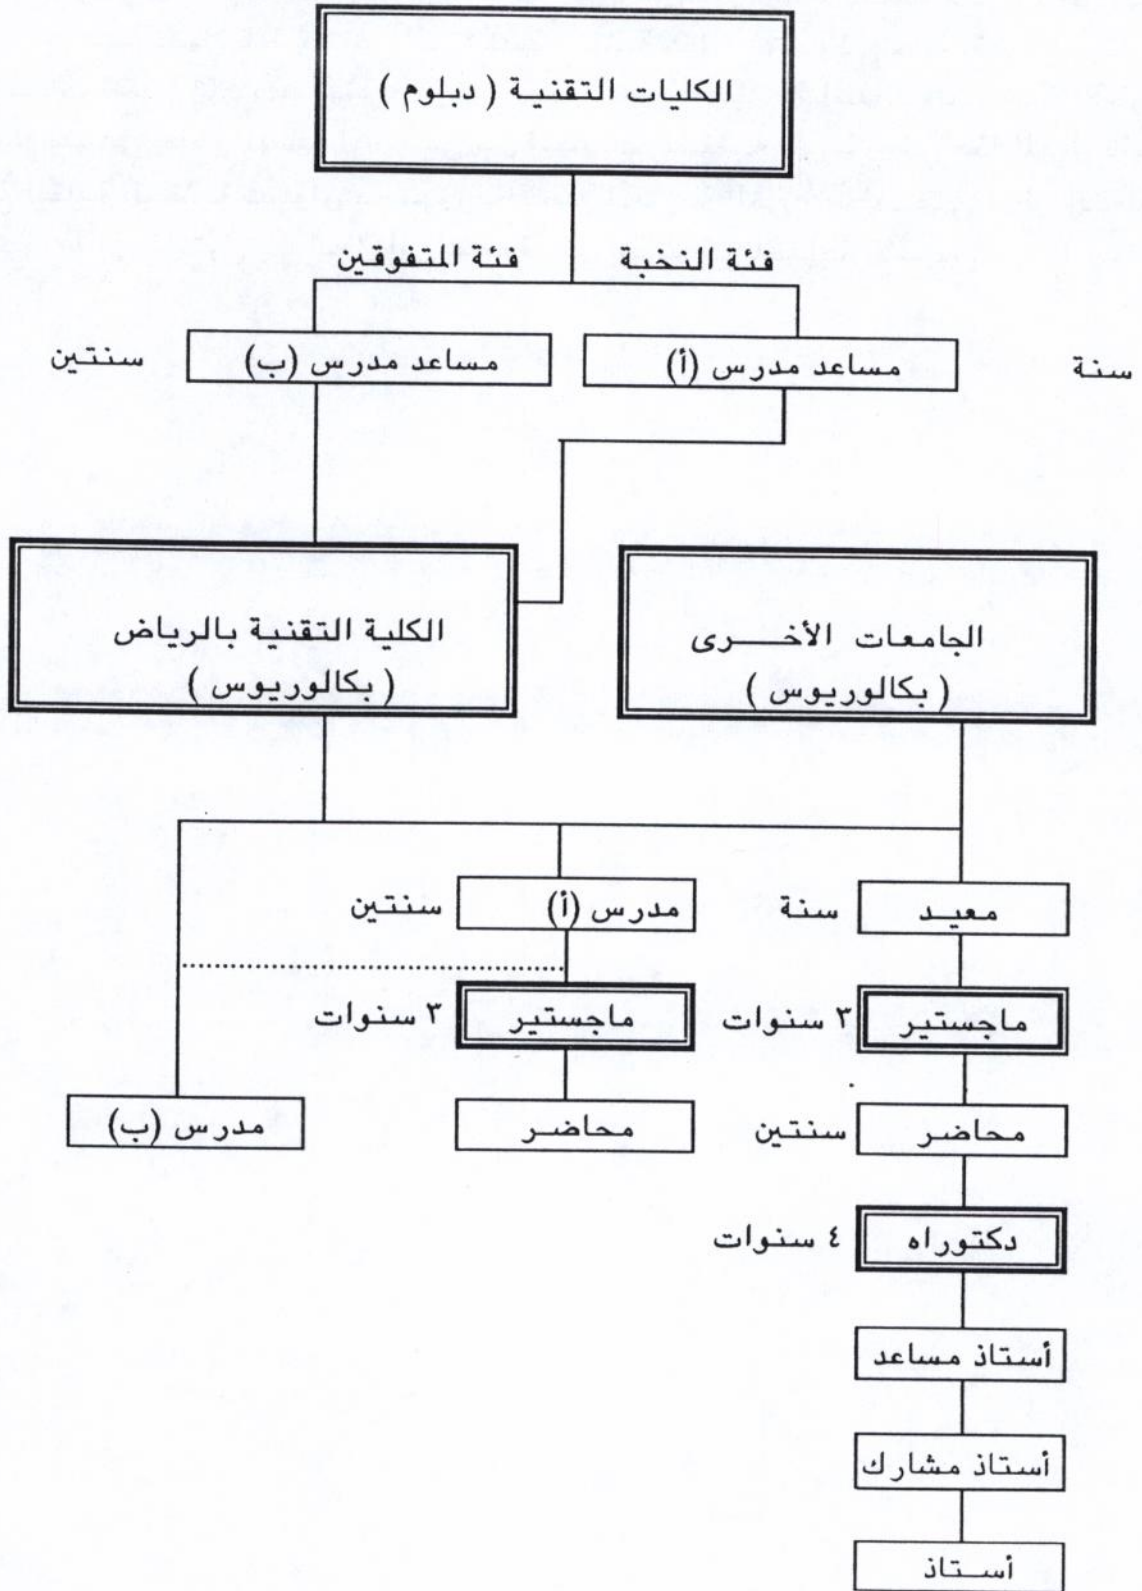 الكليات التقنية ( دبلوم )
فئة النخبة
فئة المتفوقين
سنة
مساعد مدرس (أ)
مساعد مدرس (ب)
سنتين
الجامعات الأخـــرى
( بكالوريوس )
الكلية التقنية بالرياض
( بكالوريوس )
معيـد
سنة
مدرس (أ)
سنتين
ماجستير
٣ سنوات
ماجستير
٣ سنوات
محاضر
سنتين
محاضر
مدرس (ب)
دكتوراه
٤ سنوات
أستاذ مساعد
أستاذ مشارك
أستاذ